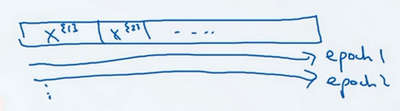 X^{1} X^{2} ....
epoch 1
epoch 2
⋮